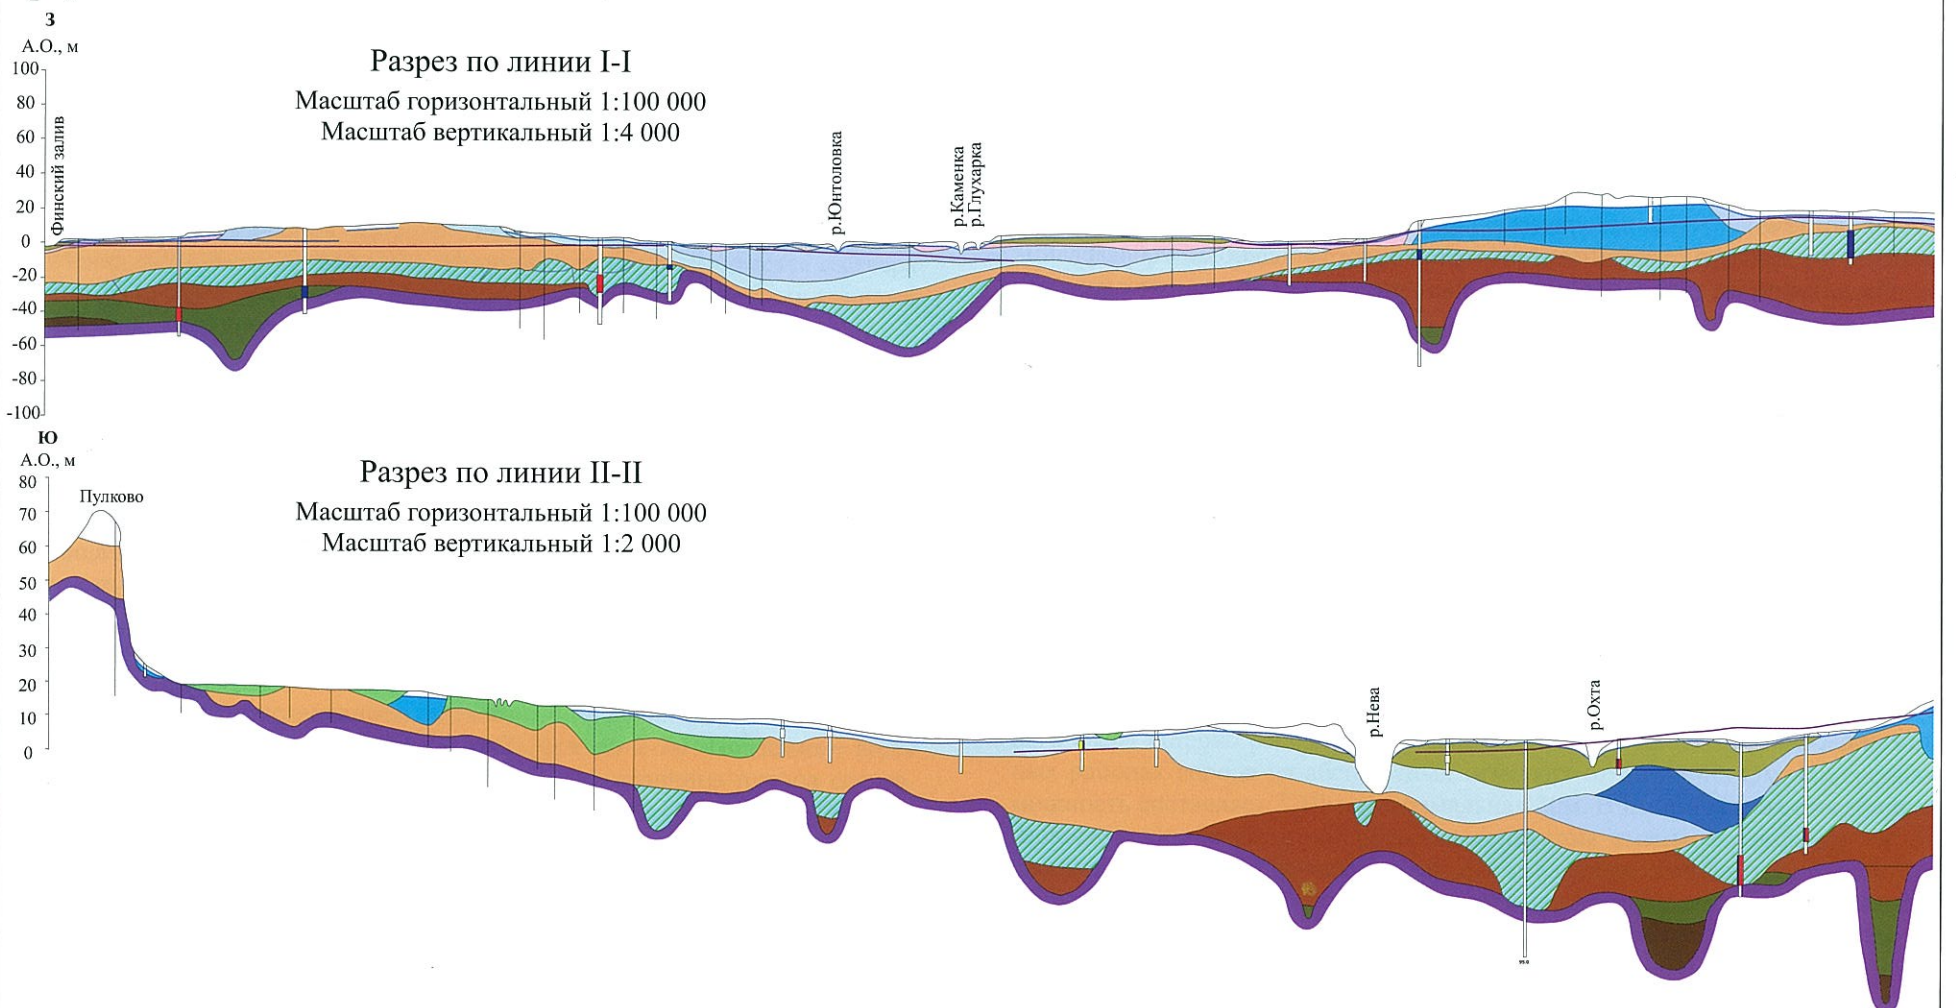 З
А.О., м
Разрез по линии I-I
Масштаб горизонтальный 1:100 000
Масштаб вертикальный 1:4 000
100
80
60
40
20
0
-20
-40
-60
-80
-100
Финский залив
р.Юнтоловка
р.Каменка
р.Глухарка
Ю
А.О., м
Разрез по линии II-II
Масштаб горизонтальный 1:100 000
Масштаб вертикальный 1:2 000
80
70
60
50
40
30
20
10
0
Пулково
р.Нева
р.Охта